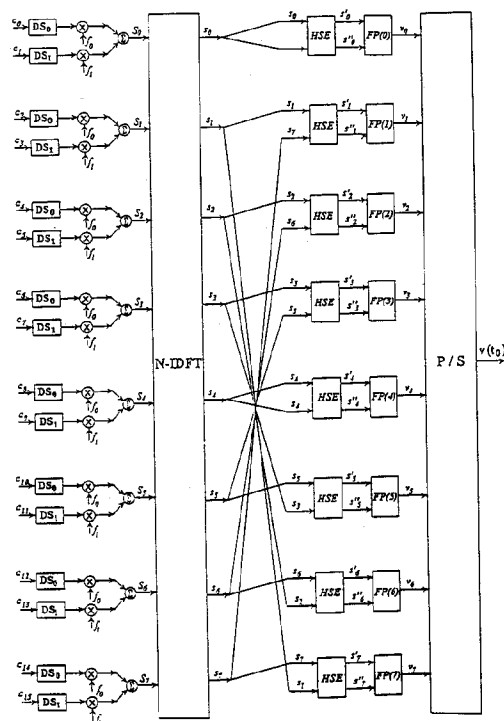 c₀ DS₀ f₀ S₀ s₀ s₀ HSE s'₀ s"₀ FP(0) v₀
c₁ DS₁ f₁
c₂ DS₀ f₀ S₁ s₁ s₁ s₇ HSE s'₁ s"₁ FP(1) v₁
c₃ DS₁ f₁
c₄ DS₀ f₀ S₂ s₂ s₆ HSE s'₂ s"₂ FP(2) v₂
c₅ DS₁ f₁
c₆ DS₀ f₀ S₃ s₃ s₃ s₅ HSE s'₃ s"₃ FP(3)
c₇ DS₁ f₁
N-IDFT
P / S
v(t₀)
c₈ DS₀ f₀ S₄ s₄ s₄ s₄ HSE s'₄ s"₄ FP(4) v₄
c₉ DS₁ f₁
c₁₀ DS₀ f₀ s₅ s₅ s₃ HSE s'₅ s"₅ FP(5) v₅
c₁₁ DS₁ f₁
c₁₂ DS₀ f₀ S₆ s₆ s₆ s₂ HSE s'₆ s"₆ FP(6) v₆
c₁₃ DS₁ f₁
c₁₄ DS₀ f₀ S₇ s₇ s₇ s₁ HSE s'₇ s"₇ FP(7) v₇
c₁₅ DS₁